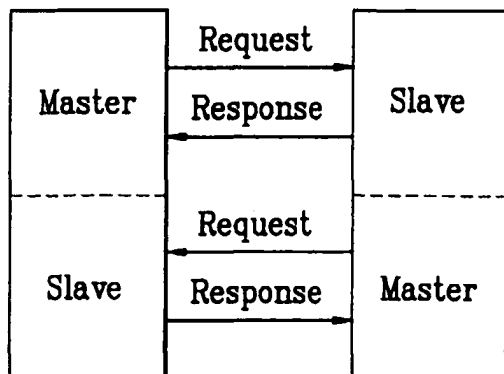 Request
Master
Response
Slave
Request
Slave
Response
Master